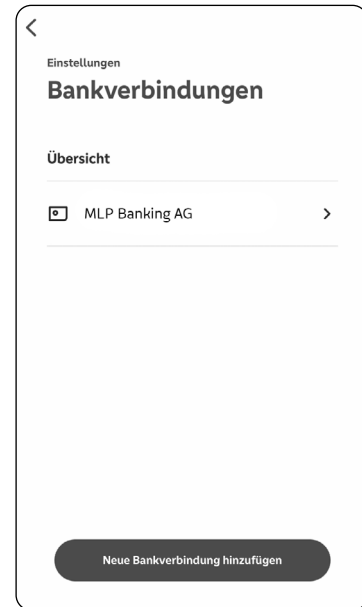 Einstellungen
Bankverbindungen
Übersicht
MLP Banking AG
Neue Bankverbindung hinzufügen